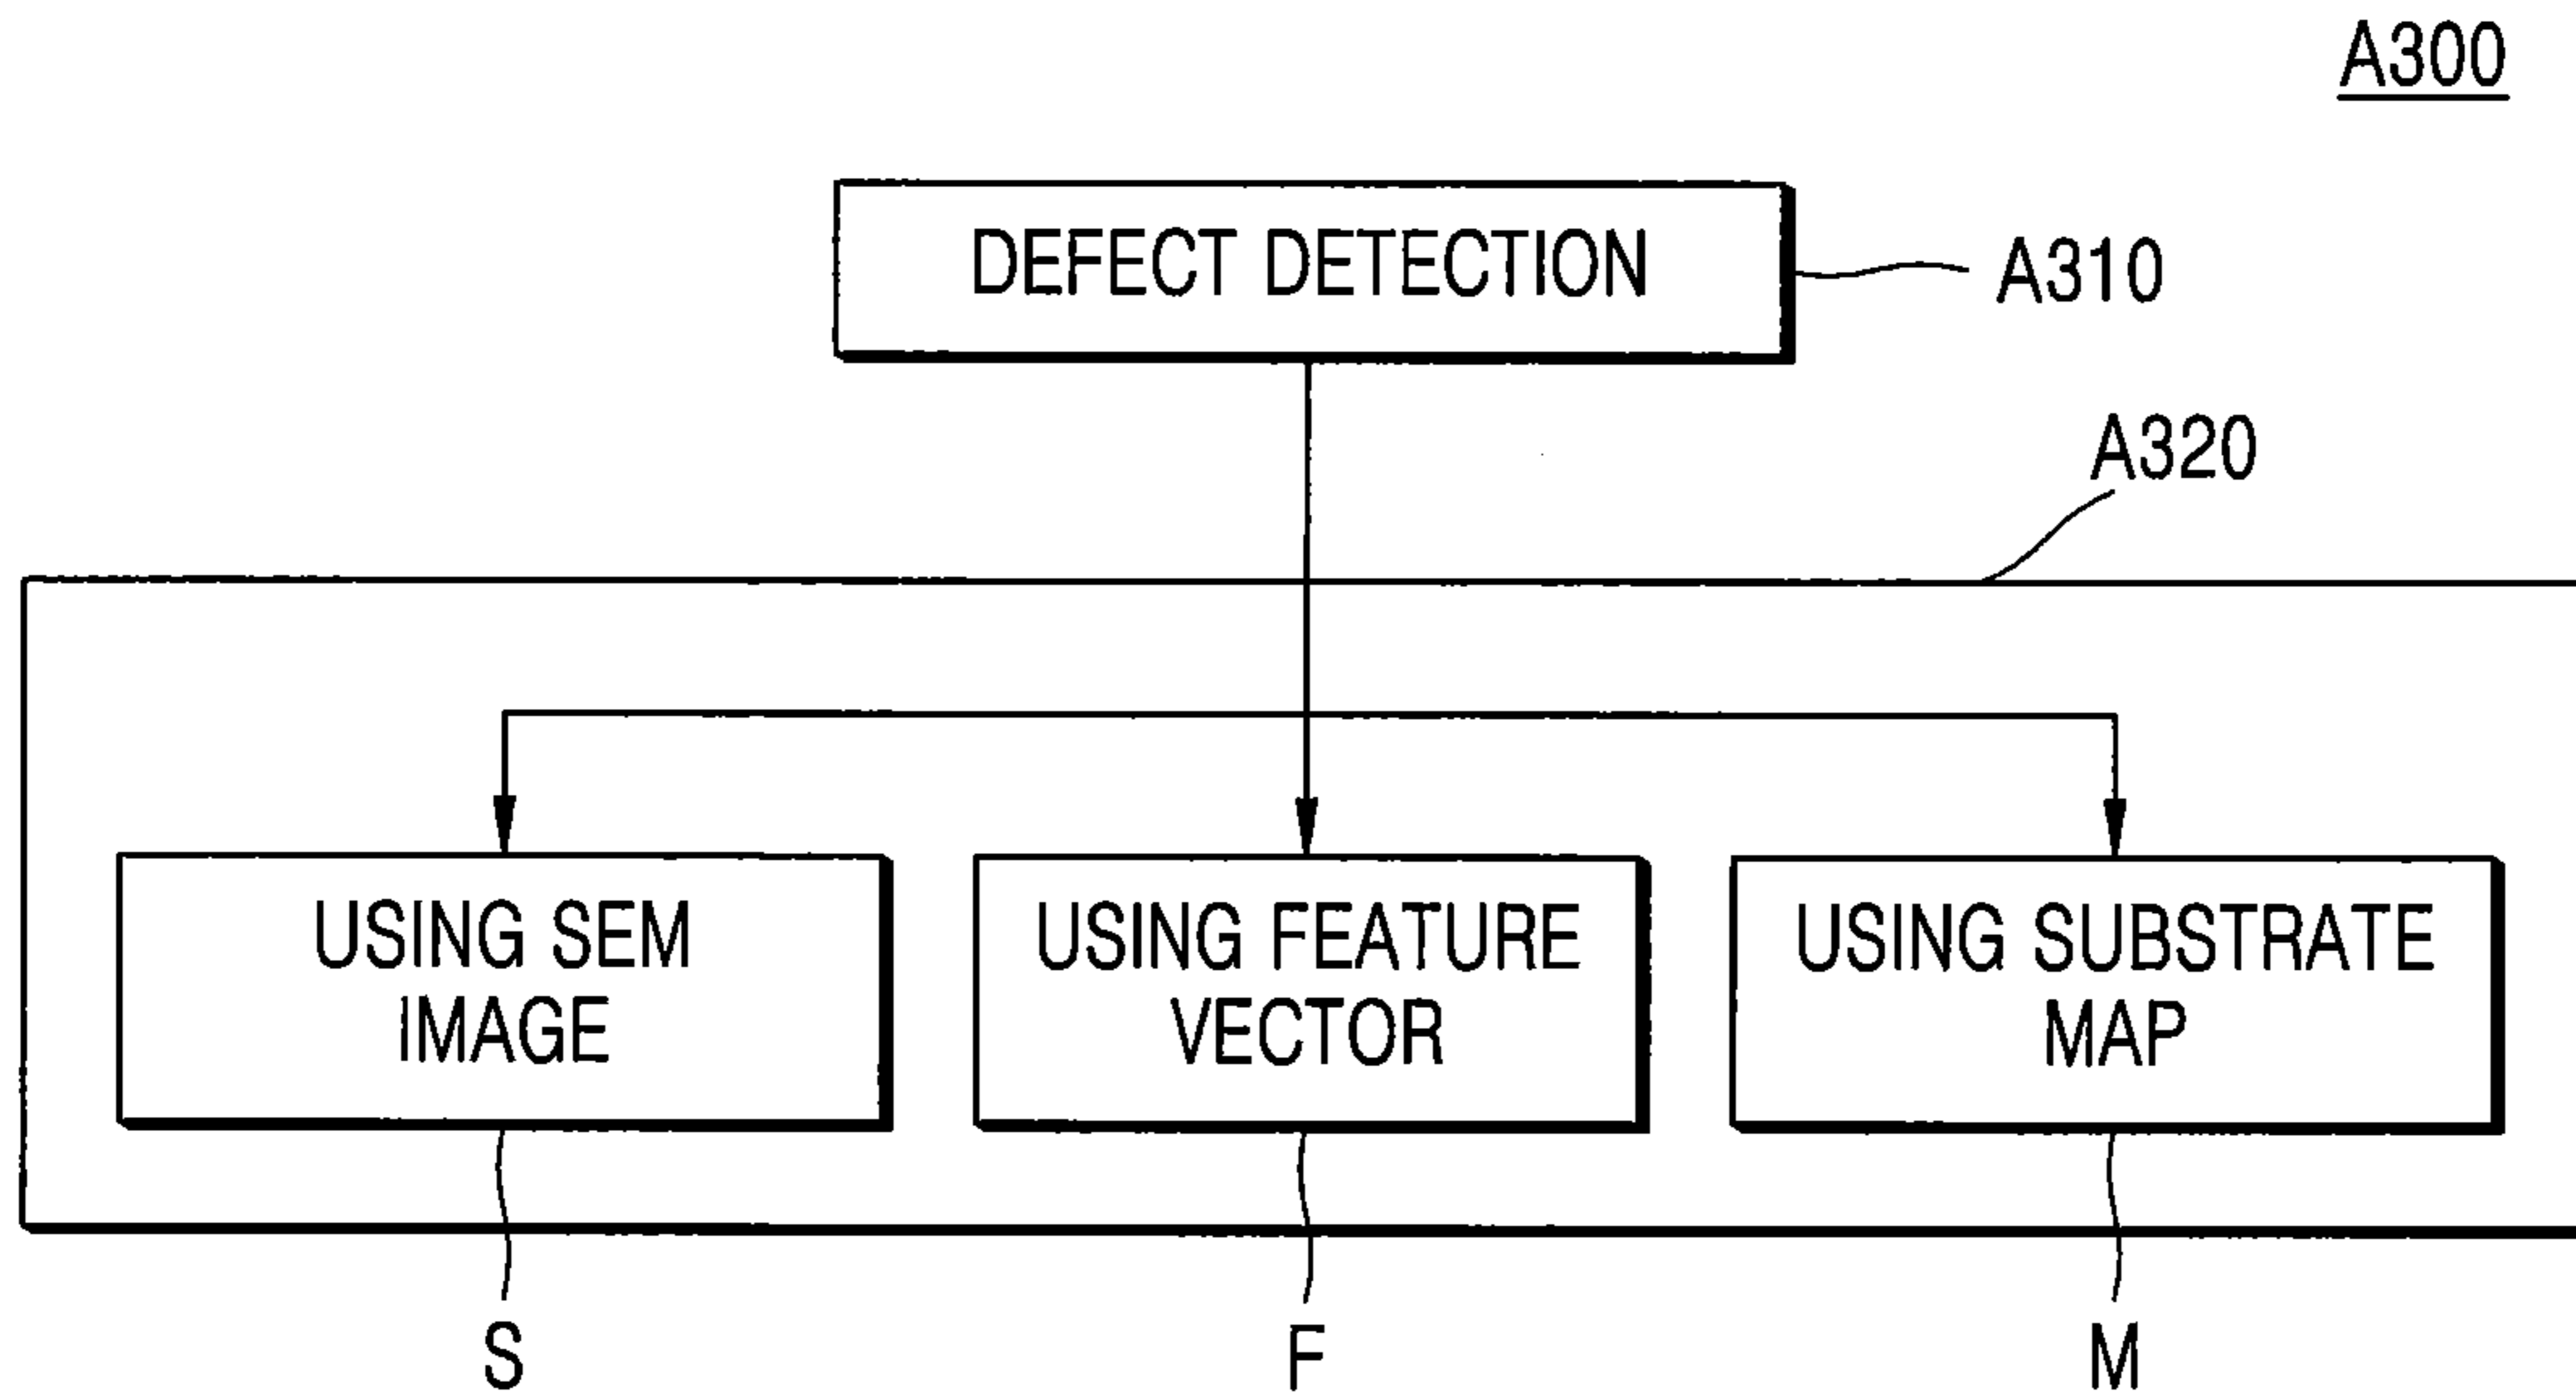 A300
DEFECT DETECTION
A310
A320
USING SEM
IMAGE
USING FEATURE
VECTOR
USING SUBSTRATE
MAP
S
F
M